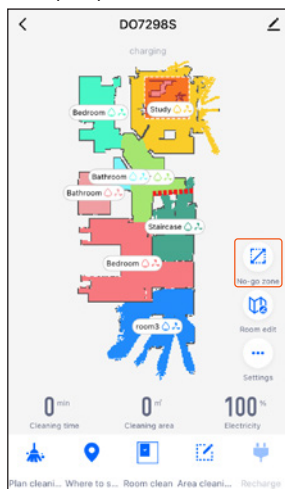 DO7298S
charging
Study
Bedroom
Bathroom
Bathroom
Staircase
Bedroom
room3
No-go zone
Room edit
Settings
0 min 0 ㎡ 100 %
Cleaning time Cleaning area Electricity
Plan cleani... Where to s... Room clean Area cleani... Recharge